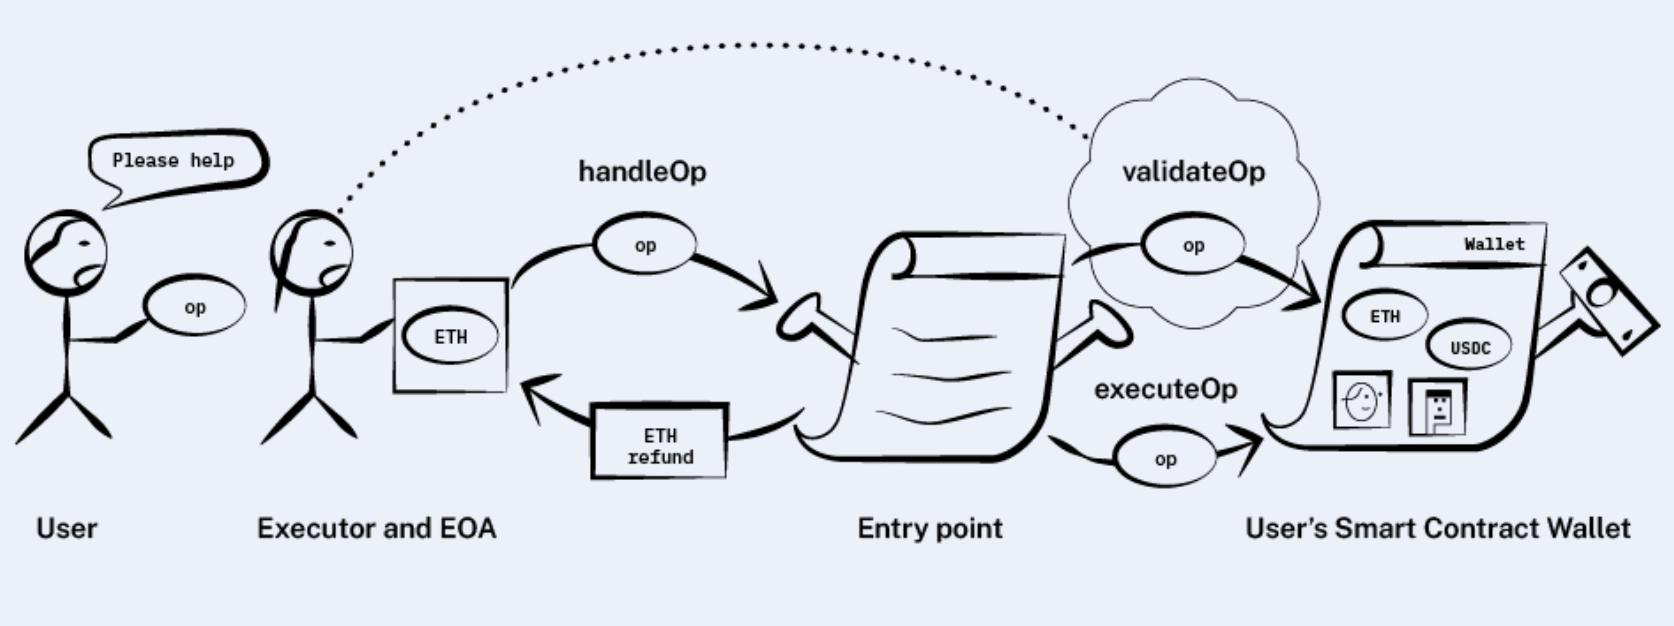 Please help
op
ETH
handleOp
op
ETH
refund
validateOp
op
executeOp
op
Wallet
ETH
USDC
User
Executor and EOA
Entry point
User's Smart Contract Wallet